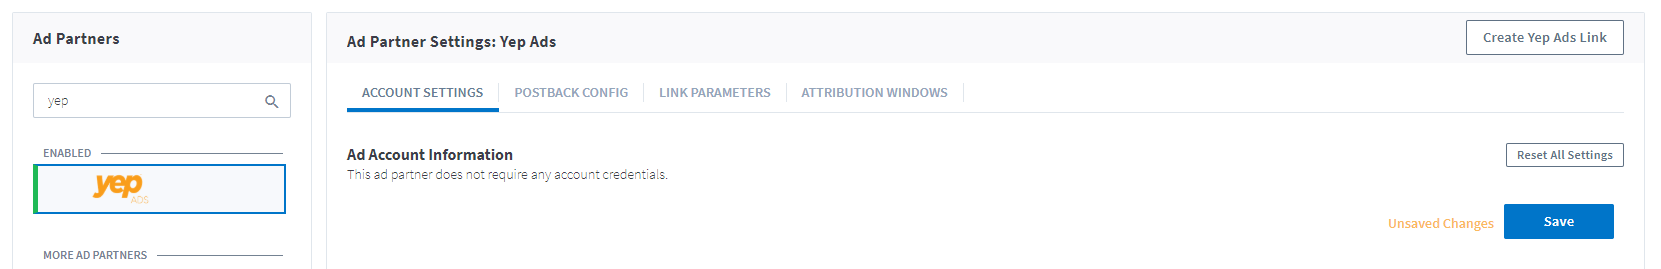 Ad Partners
yep
ENABLED
yep
ADS
MORE AD PARTNERS
Ad Partner Settings: Yep Ads
Create Yep Ads Link
ACCOUNT SETTINGS
POSTBACK CONFIG
LINK PARAMETERS
ATTRIBUTION WINDOWS
Ad Account Information
Reset All Settings
This ad partner does not require any account credentials.
Unsaved Changes
Save